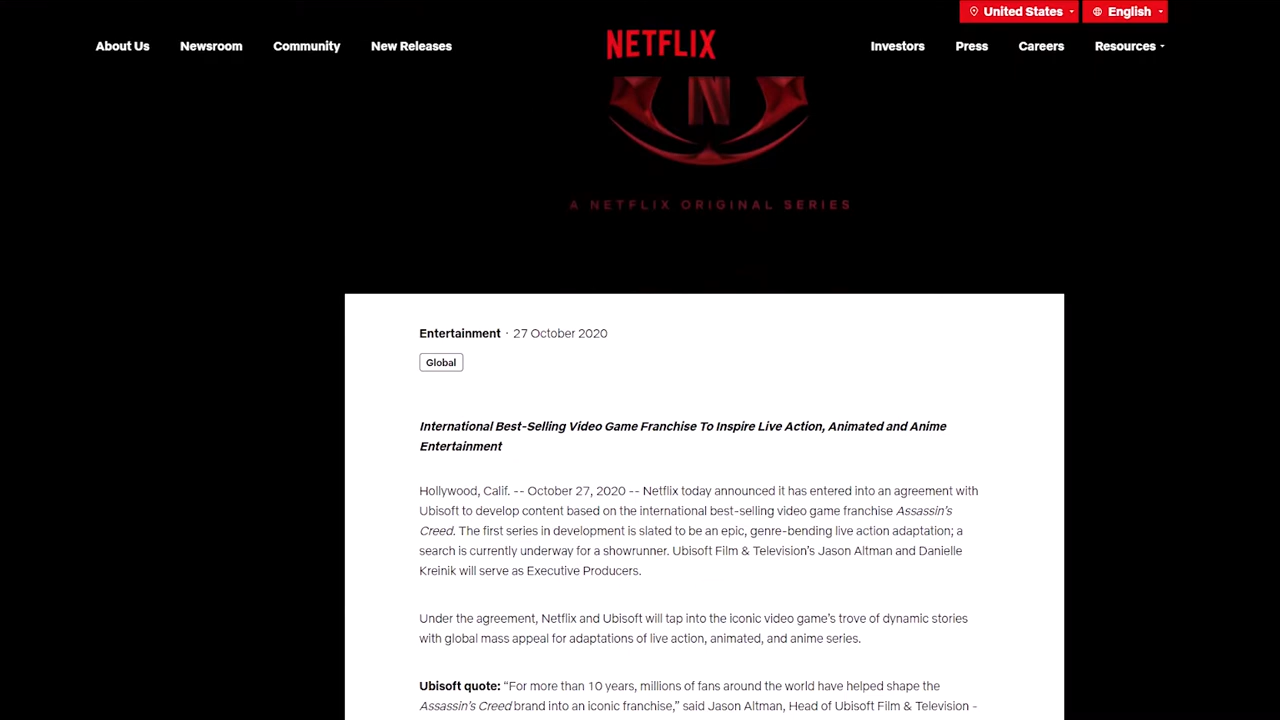 United States
English
About Us
Newsroom
Community
New Releases
NETFLIX
Investors
Press
Careers
Resources
N
A NETFLIX ORIGINAL SERIES
Entertainment · 27 October 2020
Global
International Best-Selling Video Game Franchise To Inspire Live Action, Animated and Anime
Entertainment
Hollywood, Calif. -- October 27, 2020 -- Netflix today announced it has entered into an agreement with
Ubisoft to develop content based on the international best-selling video game franchise Assassin's
Creed. The first series in development is slated to be an epic, genre-bending live action adaptation; a
search is currently underway for a showrunner. Ubisoft Film & Television's Jason Altman and Danielle
Kreinik will serve as Executive Producers.
Under the agreement, Netflix and Ubisoft will tap into the iconic video game's trove of dynamic stories
with global mass appeal for adaptations of live action, animated, and anime series.
Ubisoft quote: "For more than 10 years, millions of fans around the world have helped shape the
Assassin's Creed brand into an iconic franchise," said Jason Altman, Head of Ubisoft Film & Television -